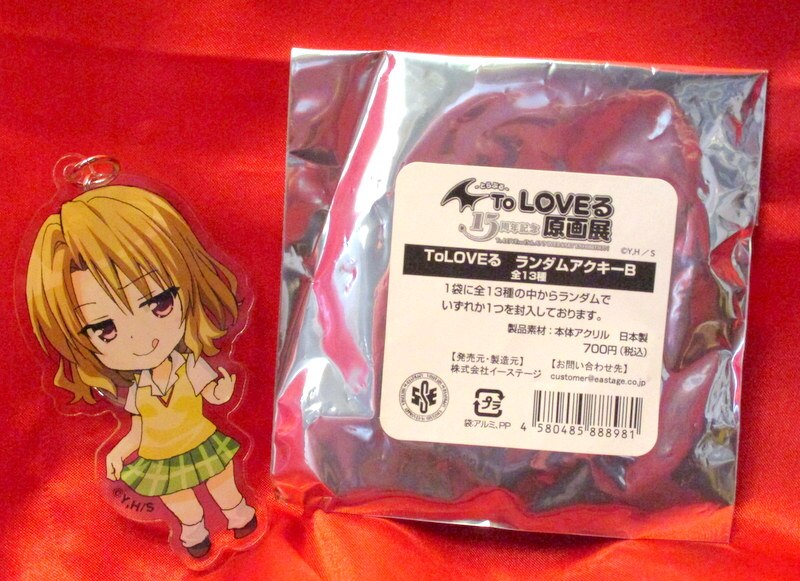 とらぶる
To LOVEる
15周年記念 原画展
©Y,H／S
ToLOVEる　ランダムアクキーB
全13種
1袋に全13種の中からランダムで
いずれか1つを封入しております。
製品素材：本体アクリル　日本製
700円（税込）
【発売元・製造元】
株式会社イーステージ
【お問い合わせ先】
customer@eastage.co.jp
プラ
袋:アルミ、PP
4 580485 888981
©Y,H/S